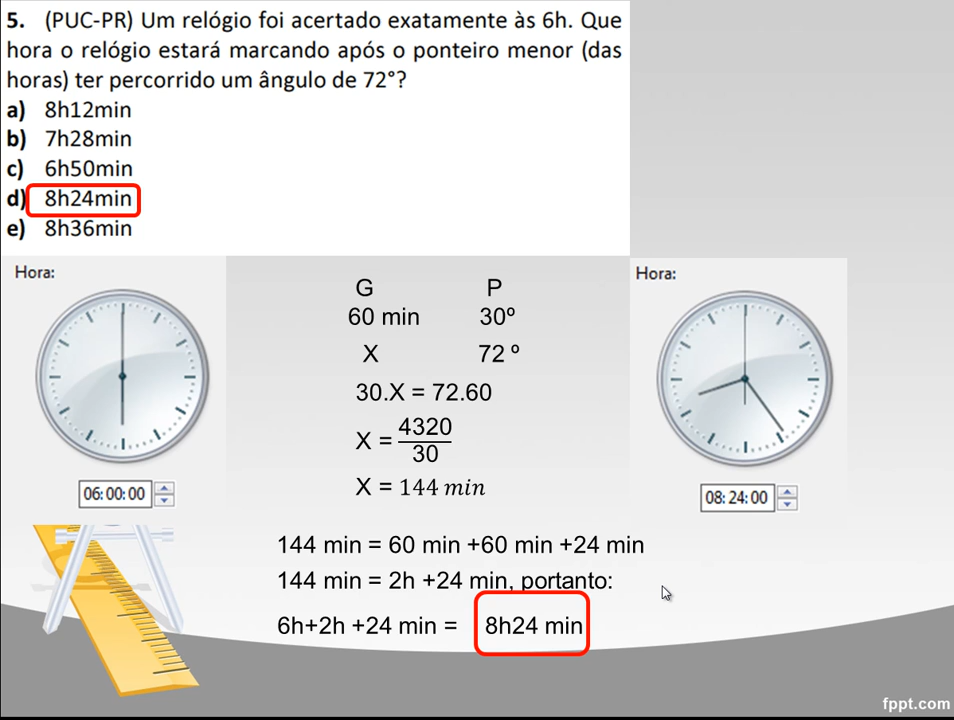 5. (PUC-PR) Um relógio foi acertado exatamente às 6h. Que
hora o relógio estará marcando após o ponteiro menor (das
horas) ter percorrido um ângulo de 72°?
a) 8h12min
b) 7h28min
c) 6h50min
d) 8h24min
e) 8h36min
Hora:
06:00:00
G P
60 min 30º
X 72 º
30.X = 72.60
X = 4320/30
X = 144 min
Hora:
08:24:00
144 min = 60 min +60 min +24 min
144 min = 2h +24 min, portanto:
6h+2h +24 min = 8h24 min
fppt.com